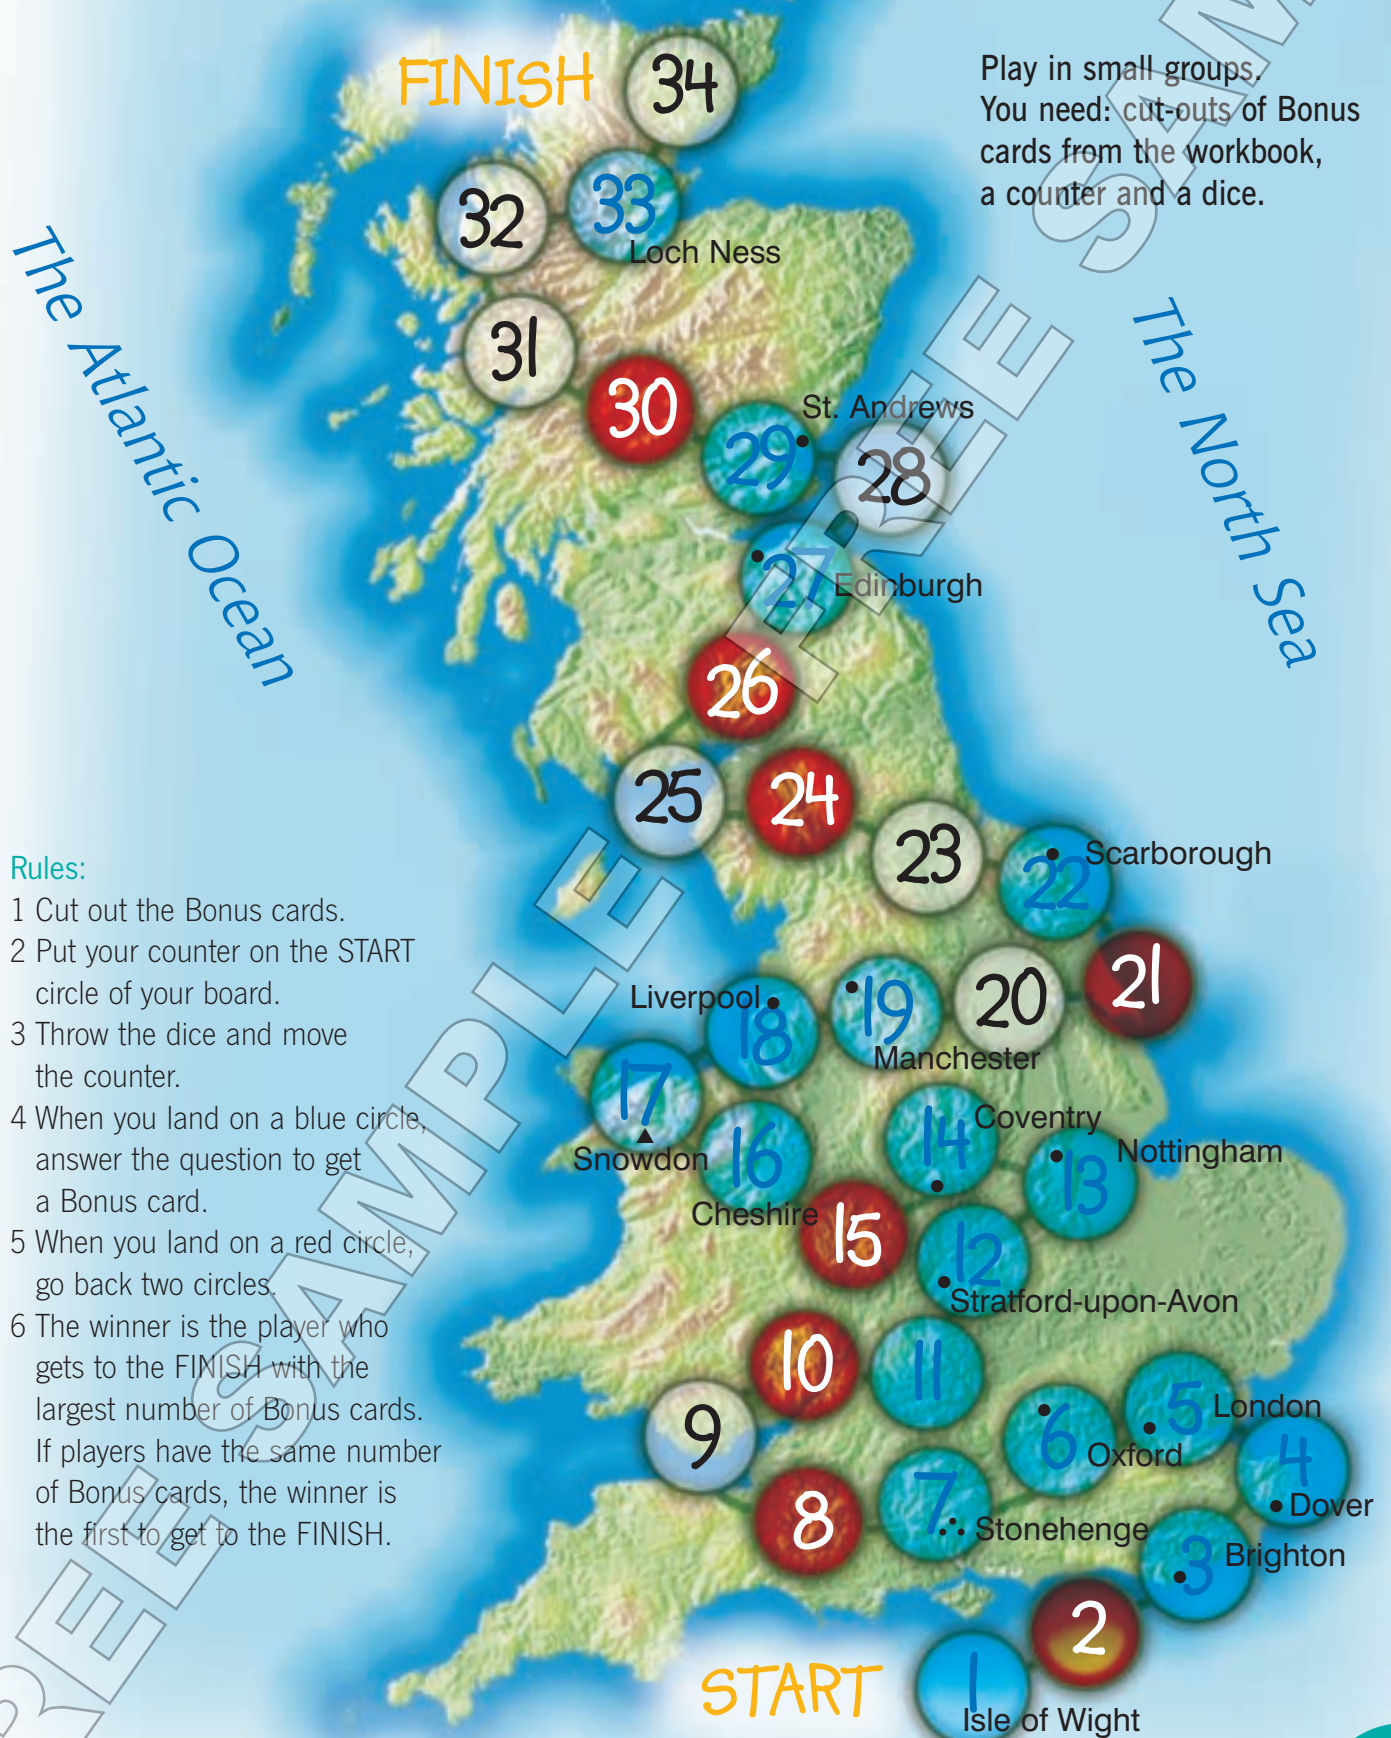 FINISH
34
Play in small groups.
You need: cut-outs of Bonus
cards from the workbook,
a counter and a dice.
32
33
Loch Ness
The Atlantic Ocean
The North Sea
31
30
St. Andrews
29
28
27
Edinburgh
26
25
24
23
22
Scarborough
21
20
19
Manchester
Liverpool
18
17
Snowdon
16
Cheshire
14
Coventry
13
Nottingham
15
12
Stratford-upon-Avon
10
11
9
8
7
Stonehenge
6
Oxford
5
London
4
Dover
3
Brighton
2
START
1
Isle of Wight
Rules:
1 Cut out the Bonus cards.
2 Put your counter on the START
circle of your board.
3 Throw the dice and move
the counter.
4 When you land on a blue circle,
answer the question to get
a Bonus card.
5 When you land on a red circle,
go back two circles.
6 The winner is the player who
gets to the FINISH with the
largest number of Bonus cards.
If players have the same number
of Bonus cards, the winner is
the first to get to the FINISH.
FREE SAM
REE SAMPLE